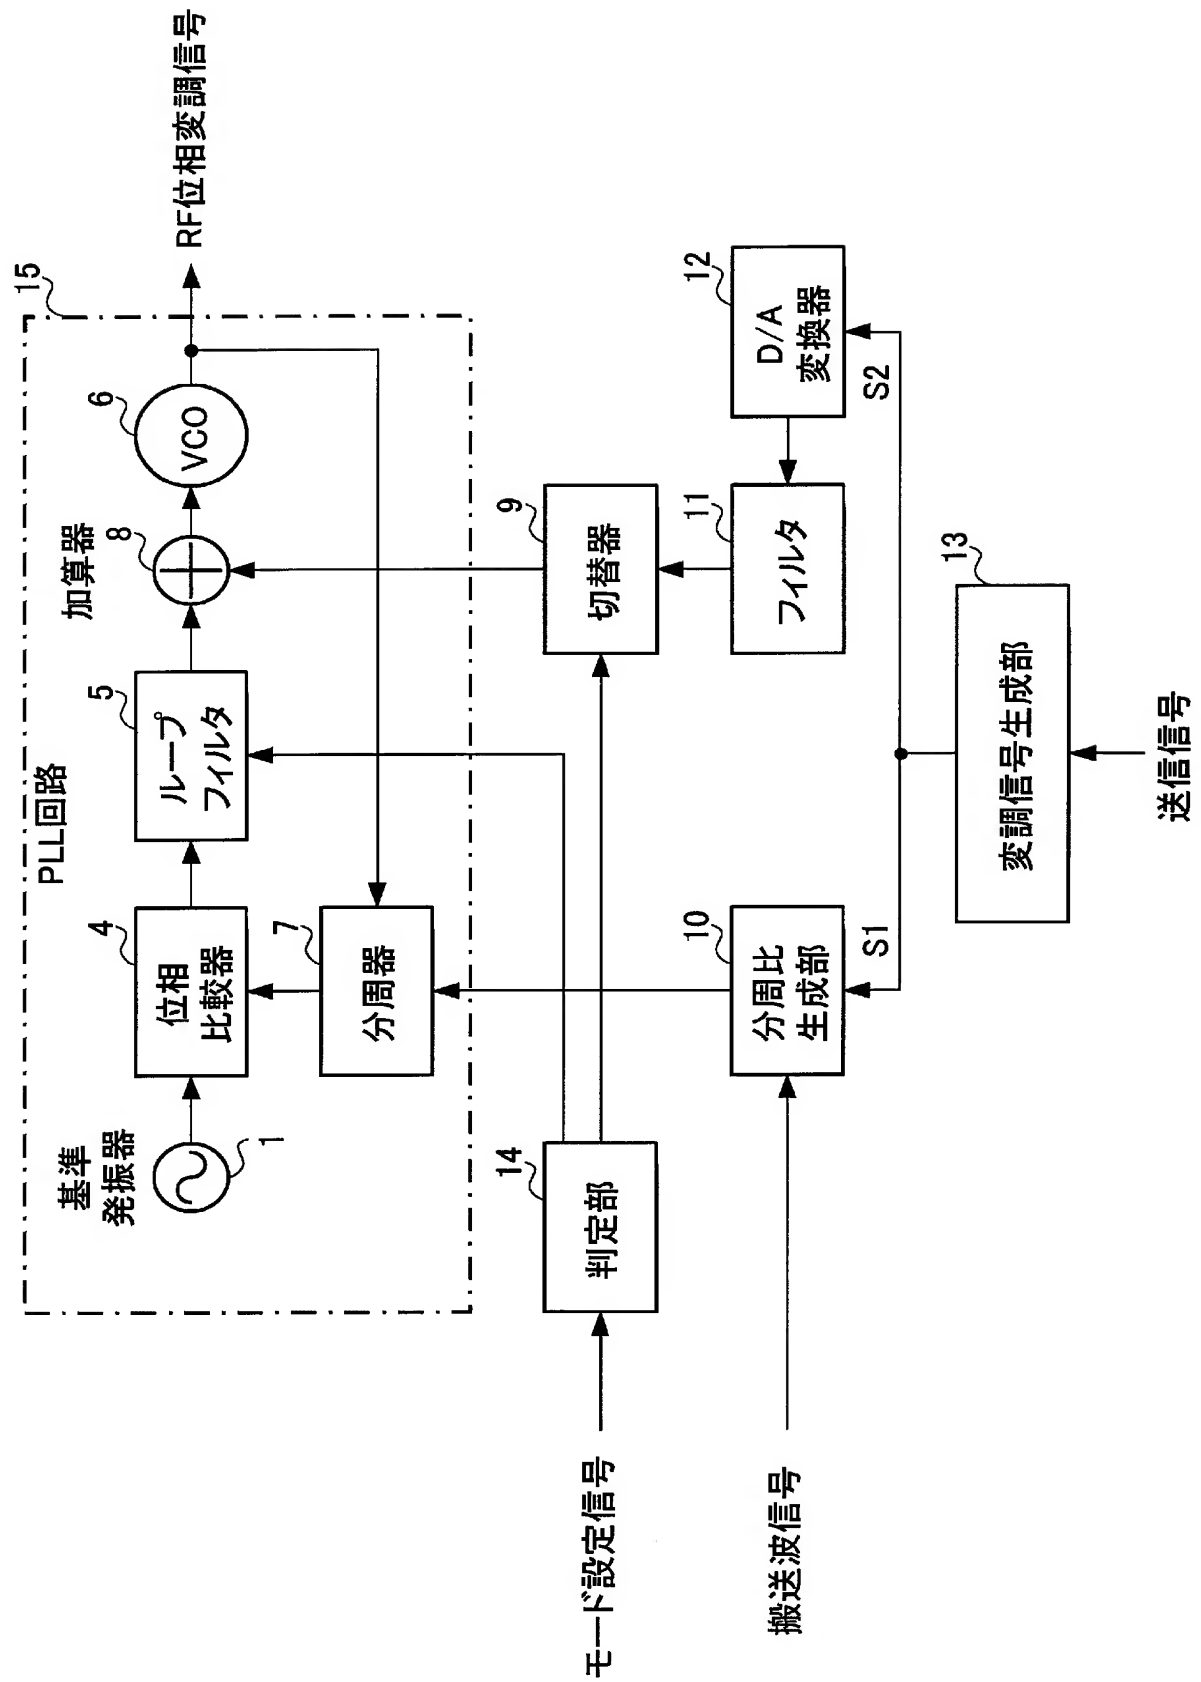 PLL回路
15
基準
発振器
1
位相
比較器
4
ループ
フィルタ
5
加算器
8
VCO
6
RF位相変調信号
分周器
7
モード設定信号
判定部
14
切替器
9
搬送波信号
分周比
生成部
10
フィルタ
11
D/A
変換器
12
S1
S2
変調信号生成部
13
送信信号